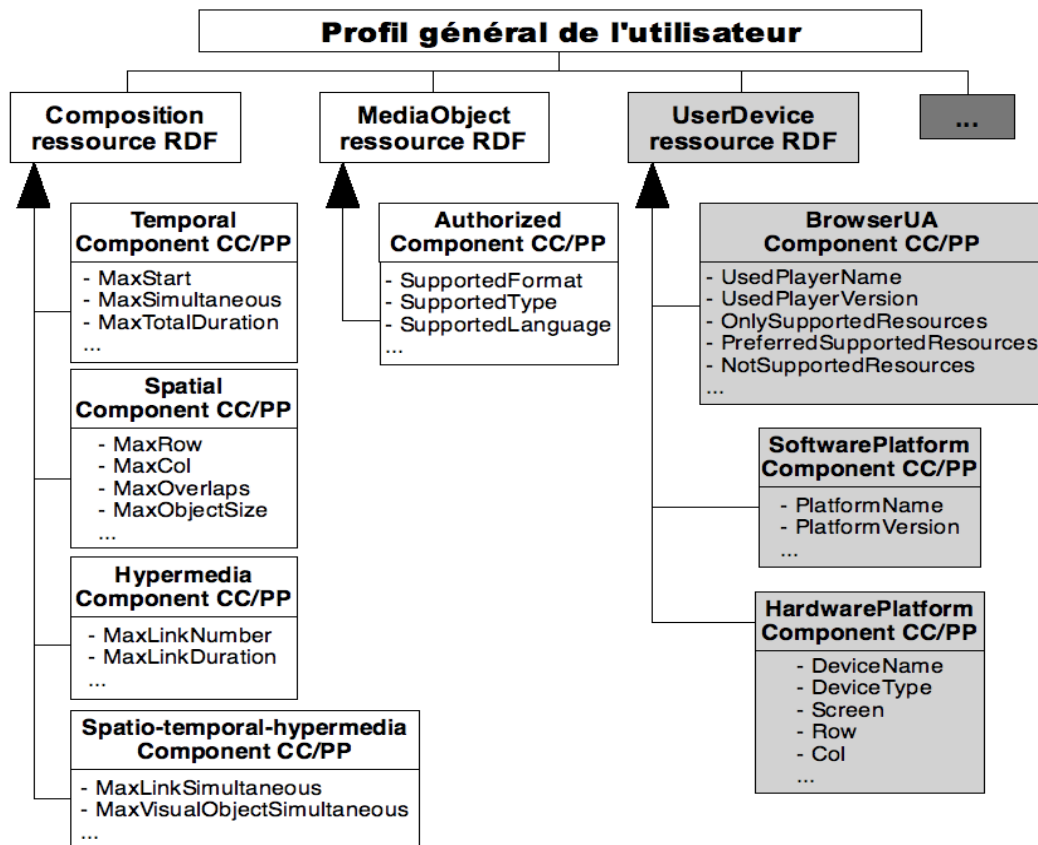 Profil général de l'utilisateur
Composition
ressource RDF
MediaObject
ressource RDF
UserDevice
ressource RDF
...
Temporal
Component CC/PP
- MaxStart
- MaxSimultaneous
- MaxTotalDuration
...
Spatial
Component CC/PP
- MaxRow
- MaxCol
- MaxOverlaps
- MaxObjectSize
...
Hypermedia
Component CC/PP
- MaxLinkNumber
- MaxLinkDuration
...
Spatio-temporal-hypermedia
Component CC/PP
- MaxLinkSimultaneous
- MaxVisualObjectSimultaneous
...
Authorized
Component CC/PP
- SupportedFormat
- SupportedType
- SupportedLanguage
...
BrowserUA
Component CC/PP
- UsedPlayerName
- UsedPlayerVersion
- OnlySupportedResources
- PreferredSupportedResources
- NotSupportedResources
...
SoftwarePlatform
Component CC/PP
- PlatformName
- PlatformVersion
...
HardwarePlatform
Component CC/PP
- DeviceName
- DeviceType
- Screen
- Row
- Col
...